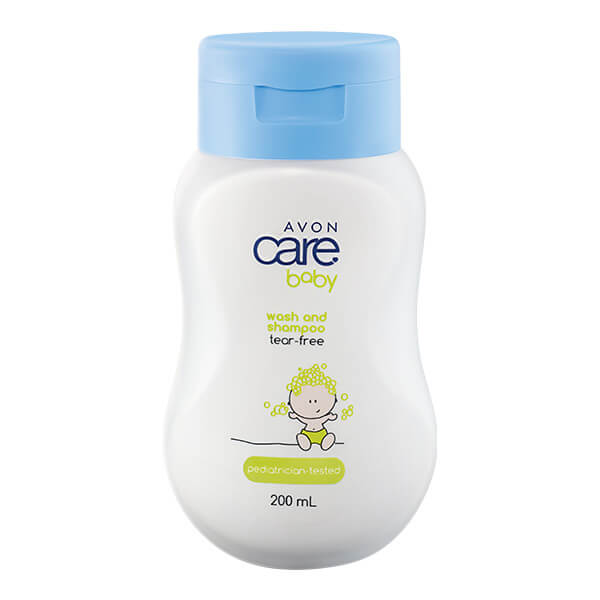 AVON
care
baby
wash and
shampoo
tear-free
pediatrician-tested
200 mL